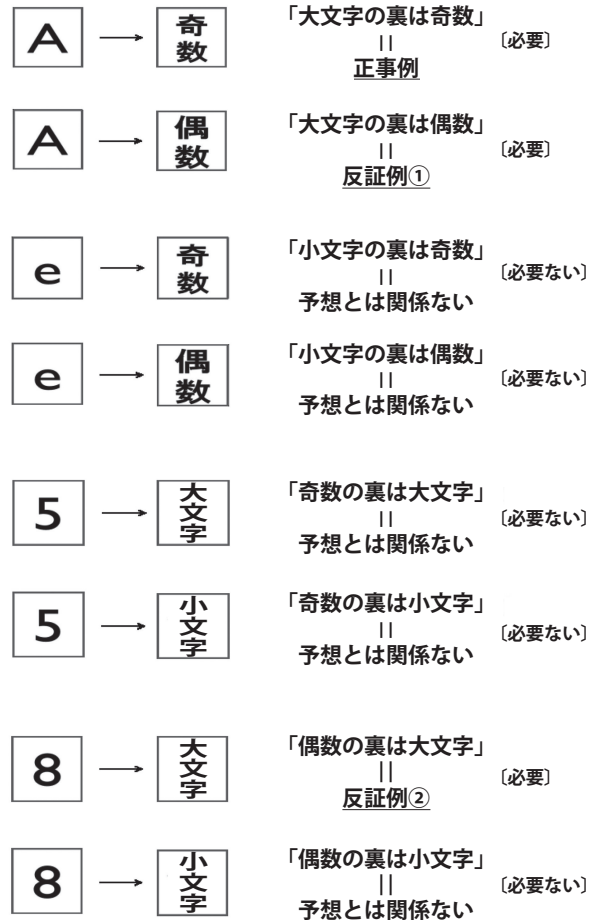 A → 奇数 「大文字の裏は奇数」 〔必要〕
||
正事例
A → 偶数 「大文字の裏は偶数」 〔必要〕
||
反証例①
e → 奇数 「小文字の裏は奇数」 〔必要ない〕
||
予想とは関係ない
e → 偶数 「小文字の裏は偶数」 〔必要ない〕
||
予想とは関係ない
5 → 大文字 「奇数の裏は大文字」 〔必要ない〕
||
予想とは関係ない
5 → 小文字 「奇数の裏は小文字」 〔必要ない〕
||
予想とは関係ない
8 → 大文字 「偶数の裏は大文字」 〔必要〕
||
反証例②
8 → 小文字 「偶数の裏は小文字」 〔必要ない〕
||
予想とは関係ない